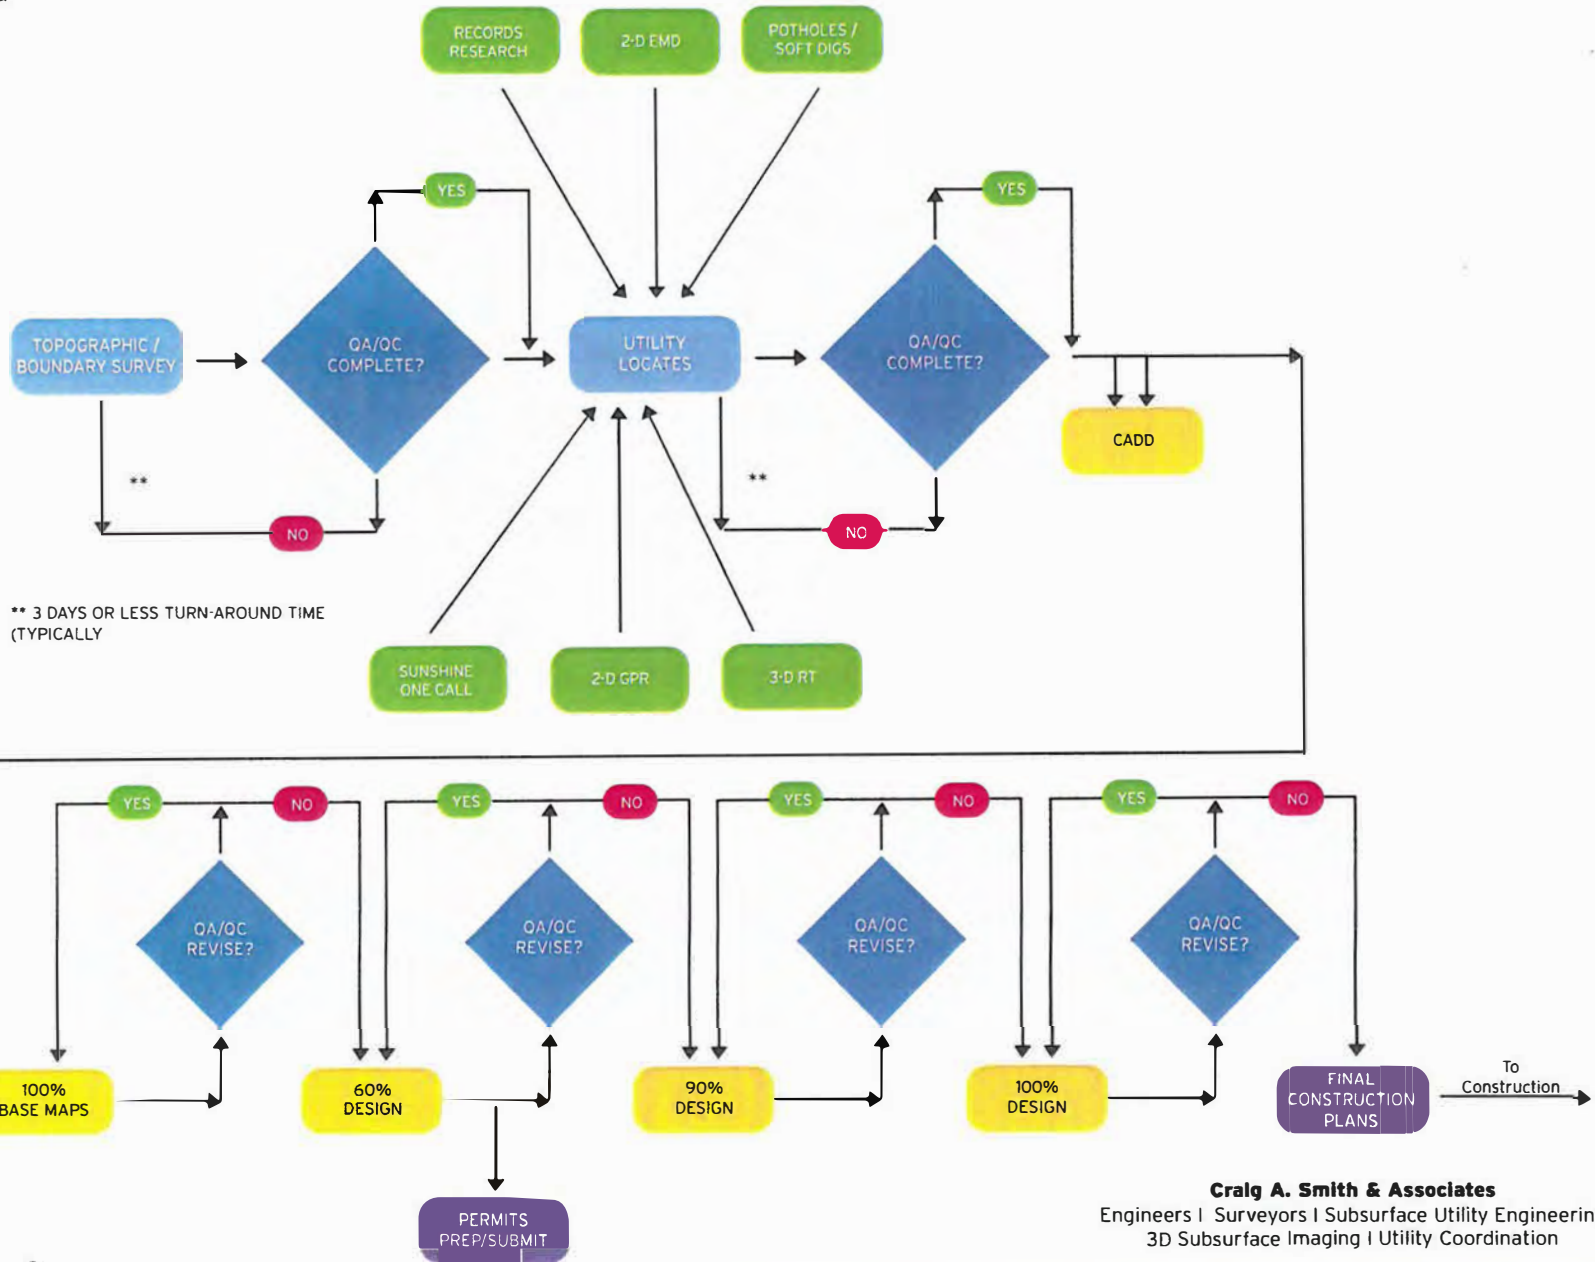 RECORDS
RESEARCH
2-D EMD
POTHOLES /
SOFT DIGS
YES
YES
TOPOGRAPHIC /
BOUNDARY SURVEY
QA/QC
COMPLETE?
UTILITY
LOCATES
QA/QC
COMPLETE?
CADD
**
**
NO
NO
** 3 DAYS OR LESS TURN-AROUND TIME
(TYPICALLY
SUNSHINE
ONE CALL
2-D GPR
3-D RT
YES
NO
YES
NO
YES
NO
YES
NO
QA/QC
REVISE?
QA/QC
REVISE?
QA/QC
REVISE?
QA/QC
REVISE?
100%
BASE MAPS
60%
DESIGN
90%
DESIGN
100%
DESIGN
FINAL
CONSTRUCTION
PLANS
To
Construction
PERMITS
PREP/SUBMIT
Craig A. Smith & Associates
Engineers | Surveyors | Subsurface Utility Engineerin
3D Subsurface Imaging | Utility Coordination